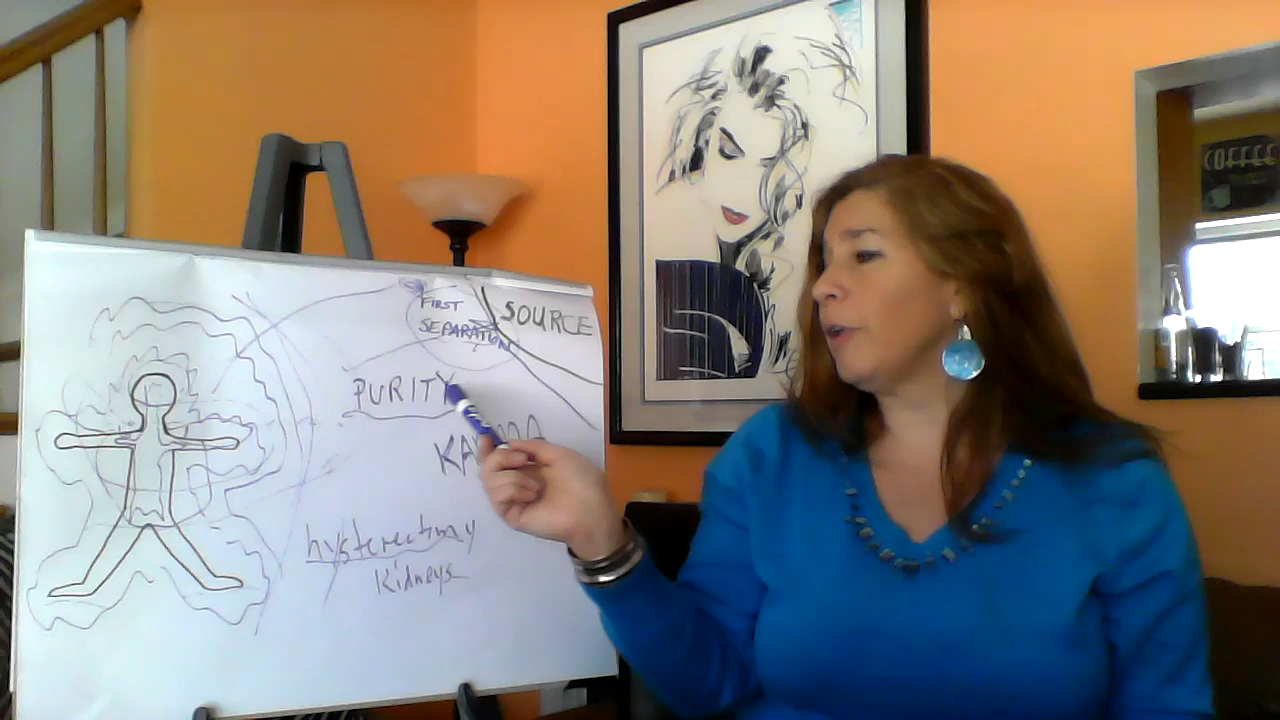 FIRST
SEPARATION
SOURCE
PURITY
hysterectomy
Kidneys
COFFEE